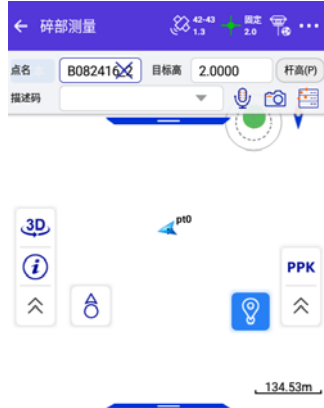 碎部测量 42-43 1.3 固定 2.0
点名 B082416 目标高 2.0000 杆高(P)
描述码
pt0
3D
PPK
134.53m